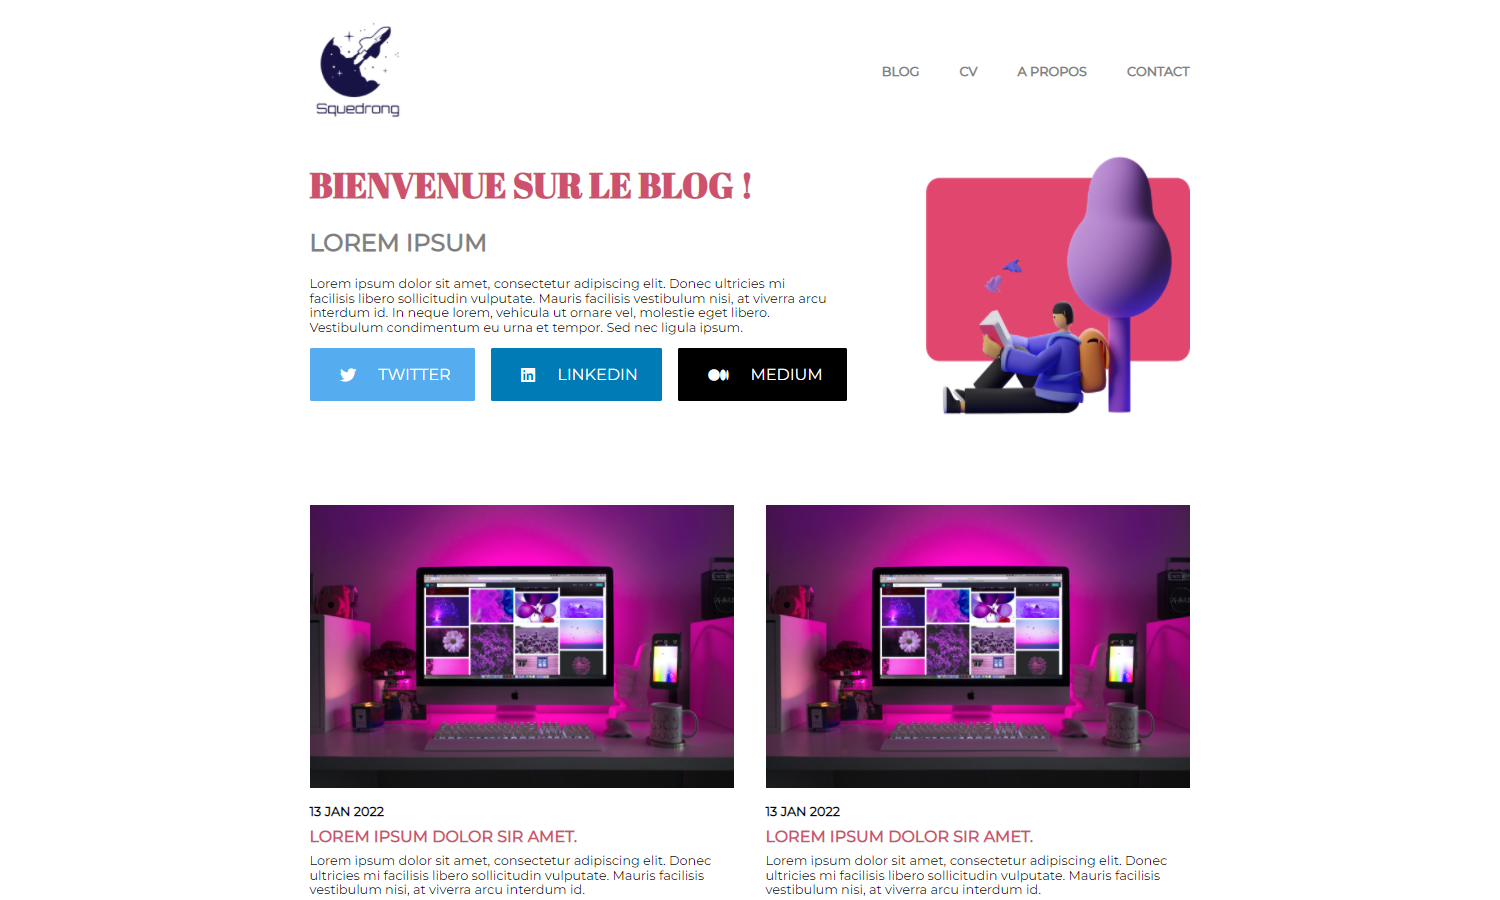 Squedrong
BLOG CV A PROPOS CONTACT
BIENVENUE SUR LE BLOG !
LOREM IPSUM
Lorem ipsum dolor sit amet, consectetur adipiscing elit. Donec ultricies mi
facilisis libero sollicitudin vulputate. Mauris facilisis vestibulum nisi, at viverra arcu
interdum id. In neque lorem, vehicula ut ornare vel, molestie eget libero.
Vestibulum condimentum eu urna et tempor. Sed nec ligula ipsum.
TWITTER LINKEDIN MEDIUM
13 JAN 2022
LOREM IPSUM DOLOR SIR AMET.
Lorem ipsum dolor sit amet, consectetur adipiscing elit. Donec
ultricies mi facilisis libero sollicitudin vulputate. Mauris facilisis
vestibulum nisi, at viverra arcu interdum id.
13 JAN 2022
LOREM IPSUM DOLOR SIR AMET.
Lorem ipsum dolor sit amet, consectetur adipiscing elit. Donec
ultricies mi facilisis libero sollicitudin vulputate. Mauris facilisis
vestibulum nisi, at viverra arcu interdum id.